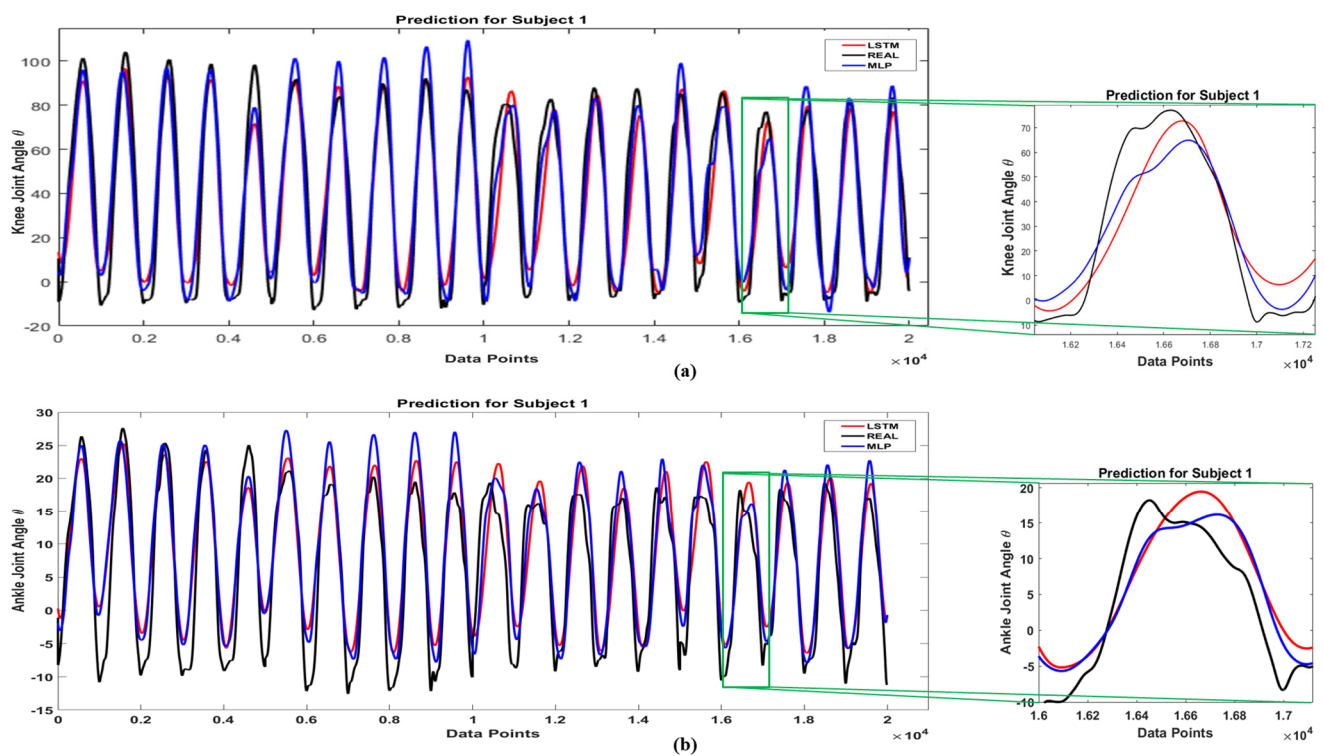 Prediction for Subject 1
LSTM
REAL
MLP
100
80
60
40
20
0
-20
Knee Joint Angle θ
0 0.2 0.4 0.6 0.8 1 1.2 1.4 1.6 1.8 2
Data Points
×10⁴
Prediction for Subject 1
70
60
50
40
30
20
10
0
10
Knee Joint Angle θ
1.62 1.64 1.66 1.68 1.7 1.72
Data Points
×10⁴
(a)
Prediction for Subject 1
LSTM
REAL
MLP
30
25
20
15
10
5
0
-5
-10
-15
Ankle Joint Angle θ
0 0.2 0.4 0.6 0.8 1 1.2 1.4 1.6 1.8 2
Data Points
×10⁴
Prediction for Subject 1
20
15
10
5
0
-5
-10
Ankle Joint Angle θ
1.6 1.62 1.64 1.66 1.67 1.68 1.7
Data Points
×10⁴
(b)